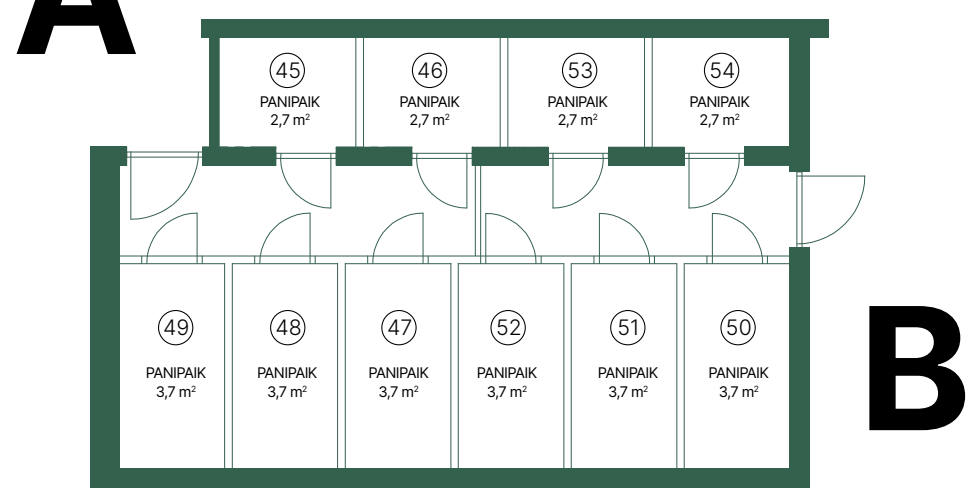 A
45
PANIPAIK
2,7 m²
46
PANIPAIK
2,7 m²
53
PANIPAIK
2,7 m²
54
PANIPAIK
2,7 m²
49
PANIPAIK
3,7 m²
48
PANIPAIK
3,7 m²
47
PANIPAIK
3,7 m²
52
PANIPAIK
3,7 m²
51
PANIPAIK
3,7 m²
50
PANIPAIK
3,7 m²
B